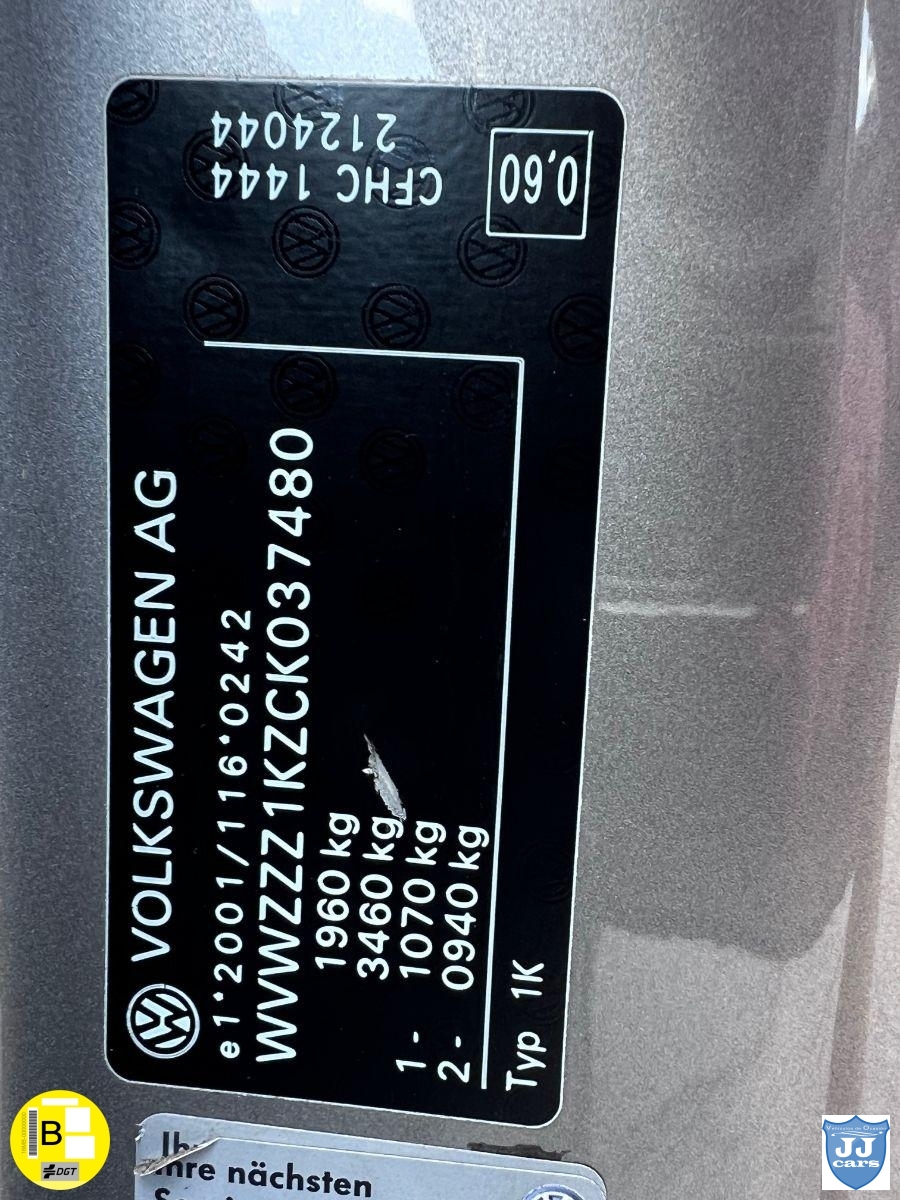 VOLKSWAGEN AG
e1*2001/116*0242
WVWZZZ1KZCK037480
1960 kg
3460 kg
1- 1070 kg
2- 0940 kg
Typ 1K
CFHC 1444
2124044
0,60
Ihre nächsten
B
DGT
JJ
cars